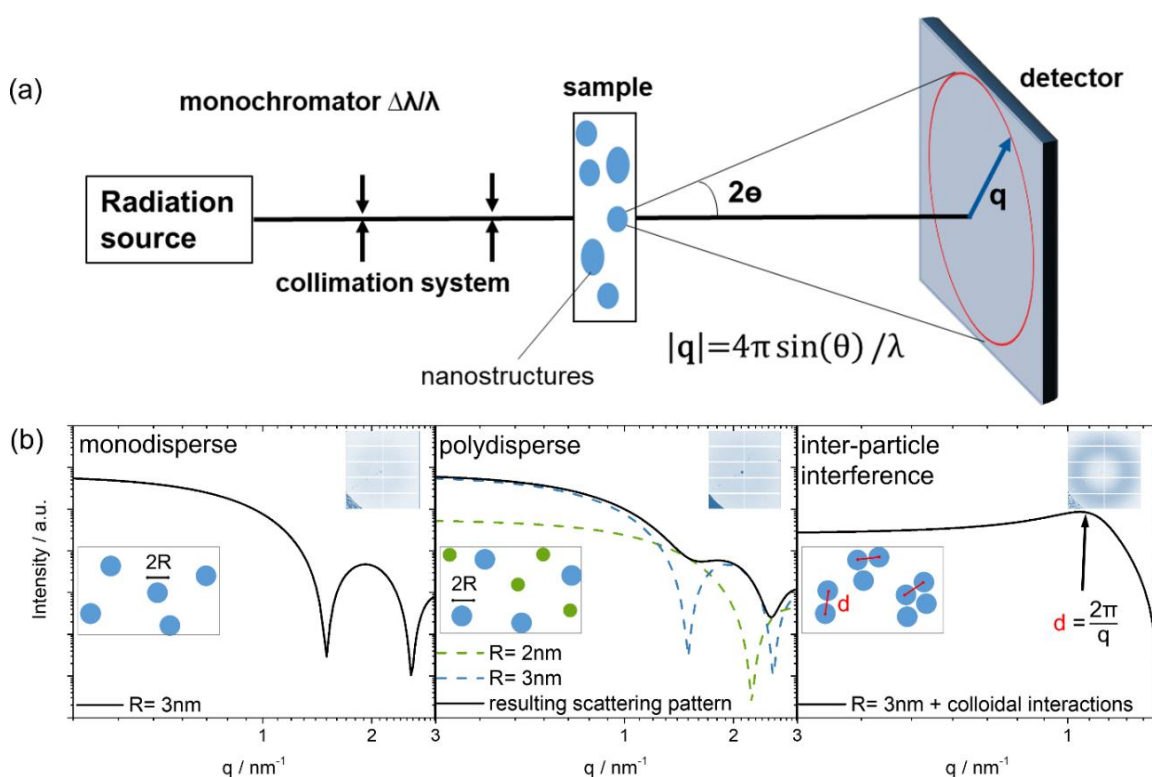 (a)
monochromator Δλ/λ
sample
detector
Radiation
source
2ɵ
q
collimation system
nanostructures
|q|=4π sin(θ) /λ
(b)
monodisperse
2R
R= 3nm
Intensity / a.u.
1
2
3
q / nm⁻¹
polydisperse
2R
R= 2nm
R= 3nm
resulting scattering pattern
1
2
3
q / nm⁻¹
inter-particle
interference
d
d = 2π
q
R= 3nm + colloidal interactions
1
q / nm⁻¹